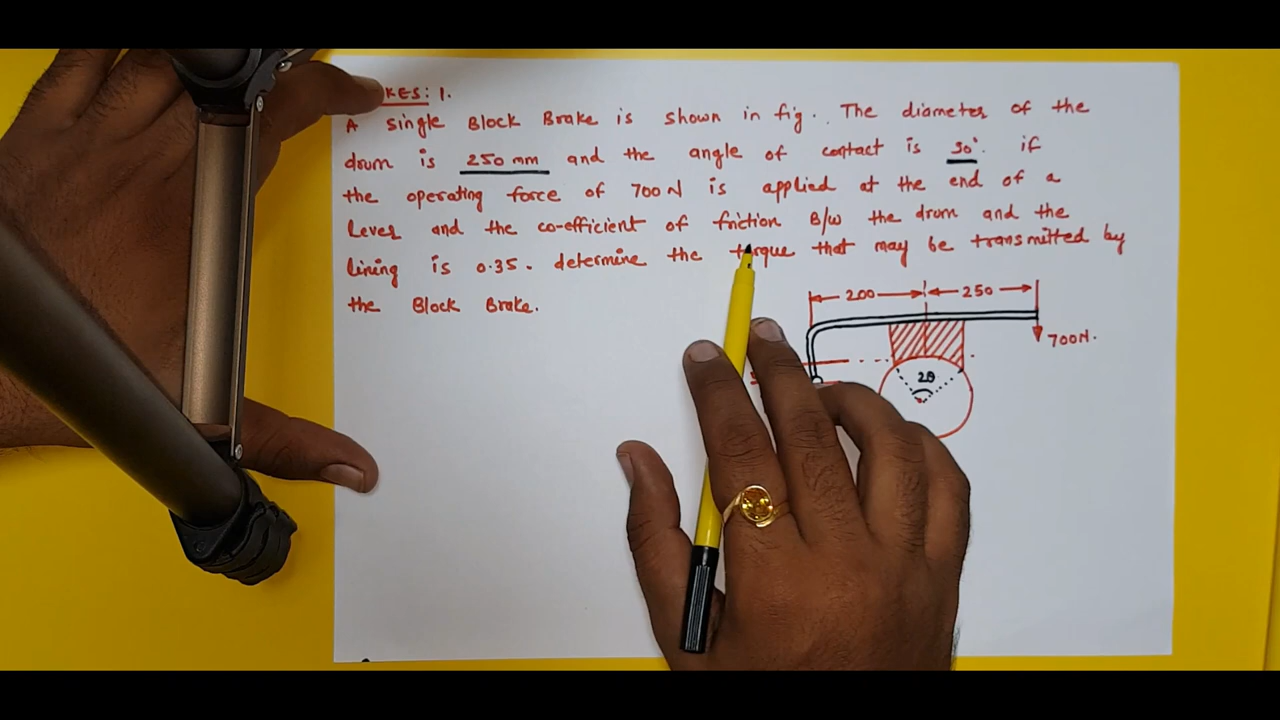 KES: 1.
A single Block Brake is shown in fig. The diameter of the
drum is 250 mm and the angle of contact is 30°. if
the operating force of 700N is applied at the end of a
Lever and the co-efficient of friction B/w the drum and the
lining is 0.35. determine the torque that may be transmitted by
the Block Brake.
200 250
700N.
2θ